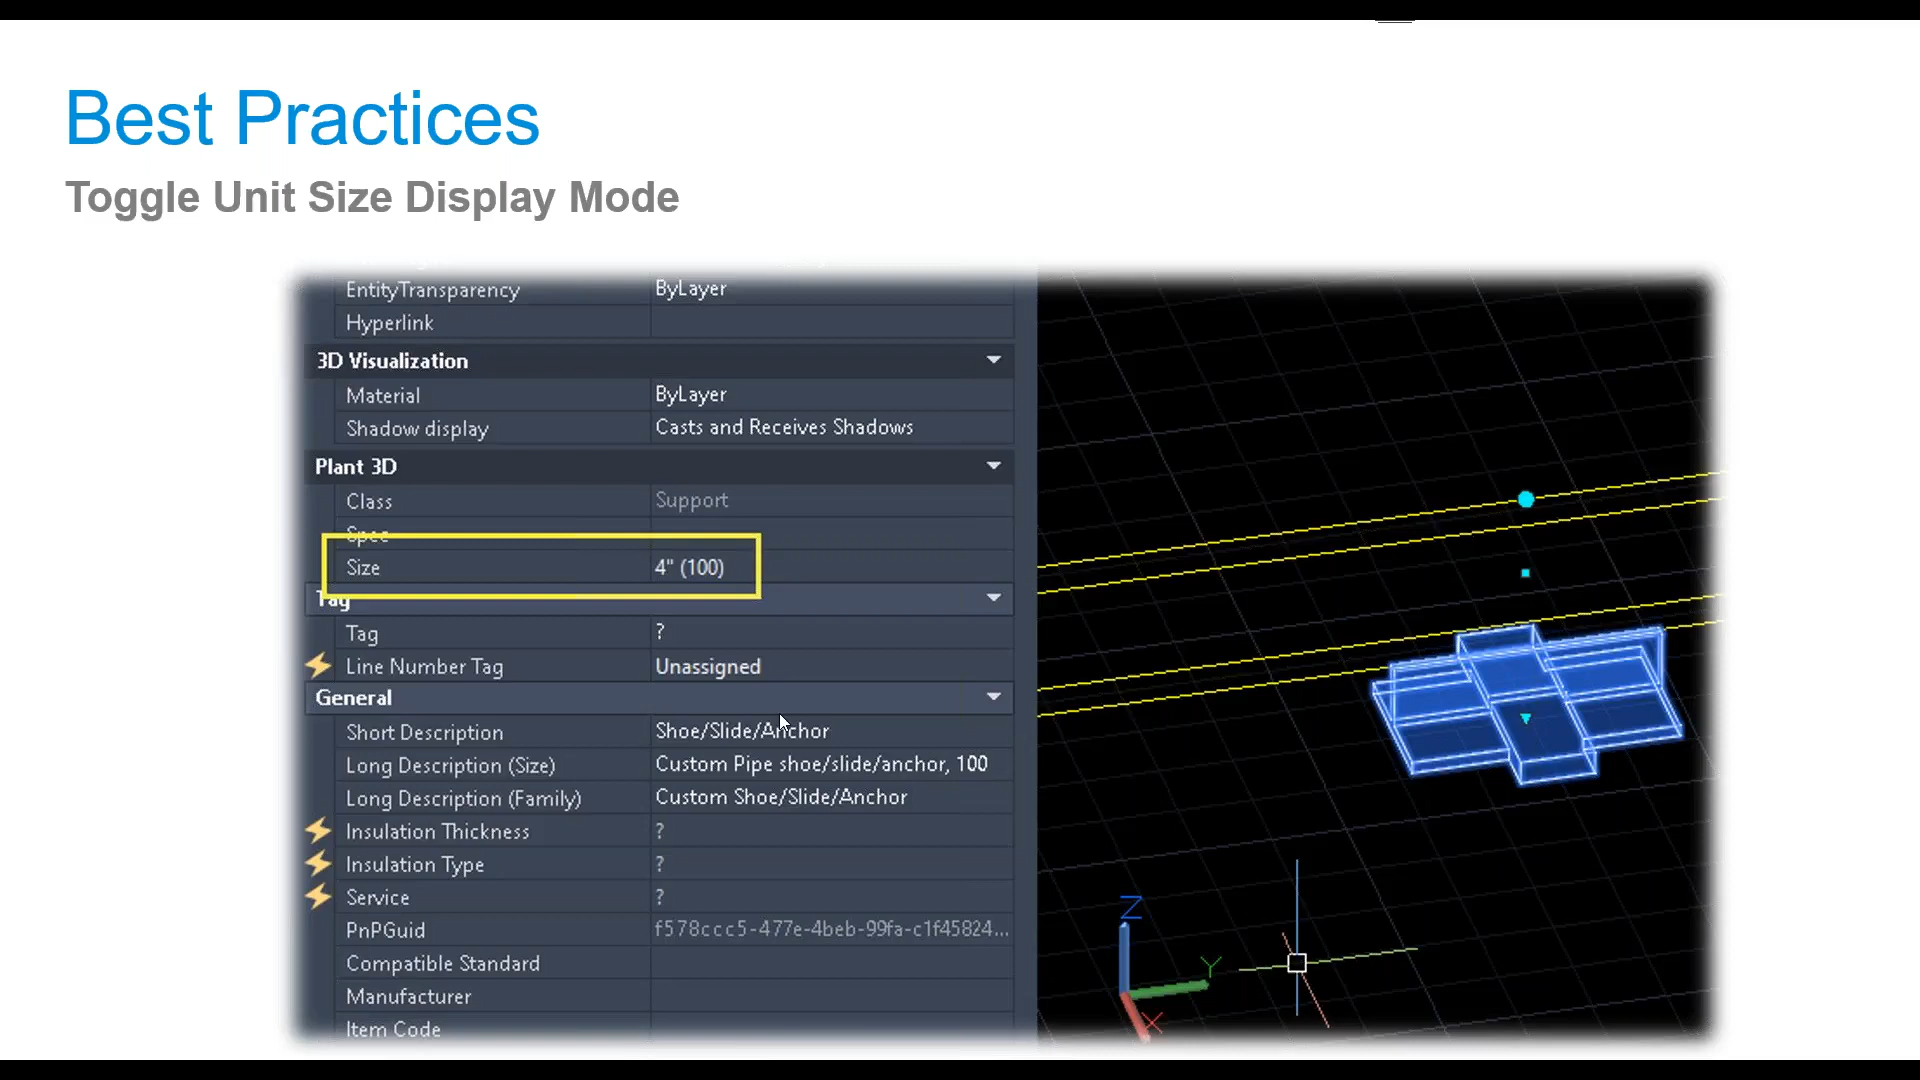 Best Practices
Toggle Unit Size Display Mode
EntityTransparency ByLayer
Hyperlink
3D Visualization
Material ByLayer
Shadow display Casts and Receives Shadows
Plant 3D
Class Support
Spec
Size 4" (100)
Tag
Tag ?
Line Number Tag Unassigned
General
Short Description Shoe/Slide/Anchor
Long Description (Size) Custom Pipe shoe/slide/anchor, 100
Long Description (Family) Custom Shoe/Slide/Anchor
Insulation Thickness ?
Insulation Type ?
Service ?
PnPGuid f578ccc5-477e-4beb-99fa-c1f45824...
Compatible Standard
Manufacturer
Item Code
Z
Y
X